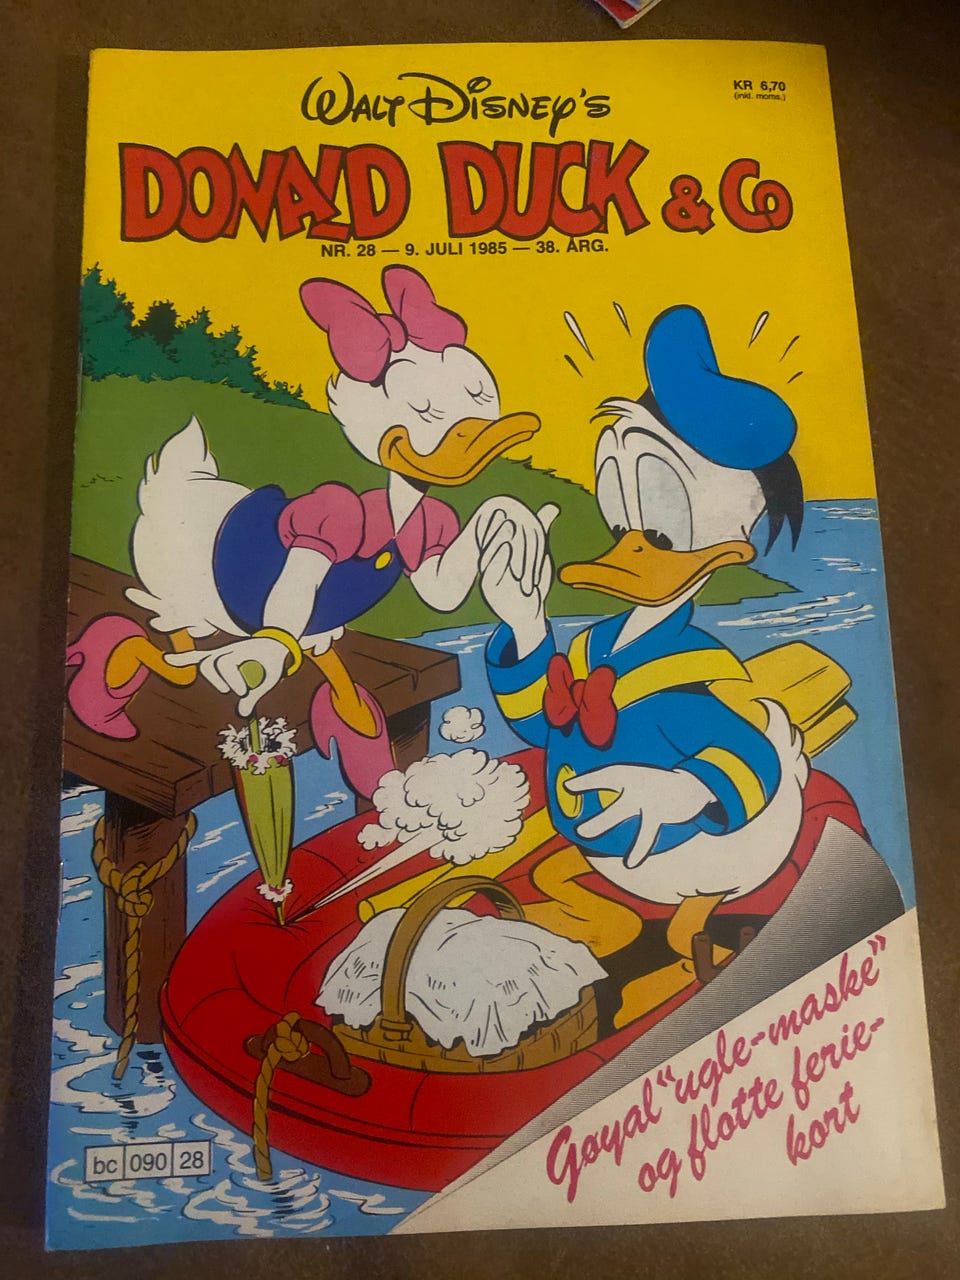 WALT DISNEY'S
KR 6,70
(inkl. moms.)
DONALD DUCK & Co
NR. 28 — 9. JULI 1985 — 38. ÅRG.
Gøyal "ugle-maske"
og flotte ferie-
kort
bc 090 28